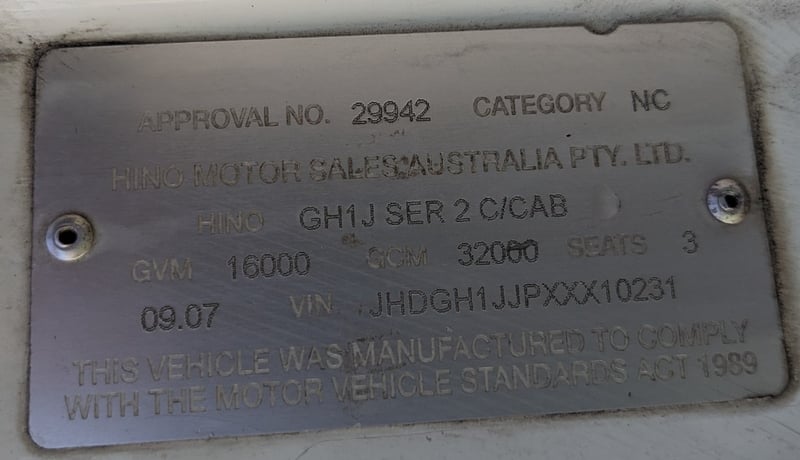 APPROVAL NO. 29942 CATEGORY NC
HINO MOTOR SALES AUSTRALIA PTY. LTD.
HINO GH1J SER 2 C/CAB
GVM 16000 GCM 32000 SEATS 3
09.07 VIN. JHDGH1JJPXXX10231
THIS VEHICLE WAS MANUFACTURED TO COMPLY
WITH THE MOTOR VEHICLE STANDARDS ACT 1989